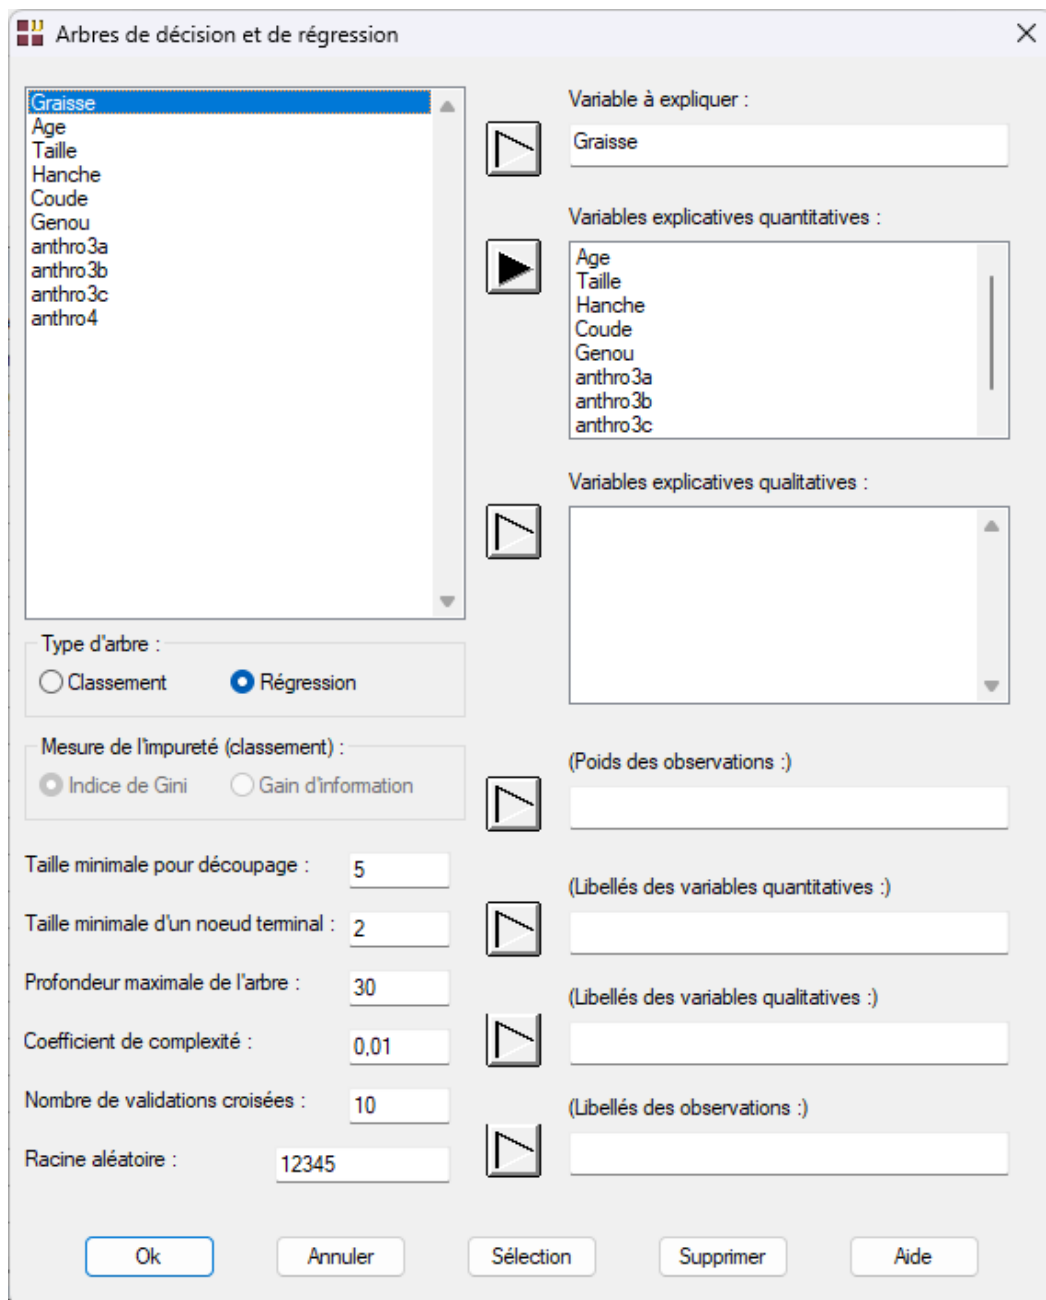 Arbres de décision et de régression
Graisse
Age
Taille
Hanche
Coude
Genou
anthro3a
anthro3b
anthro3c
anthro4
Variable à expliquer :
Graisse
Variables explicatives quantitatives :
Age
Taille
Hanche
Coude
Genou
anthro3a
anthro3b
anthro3c
Variables explicatives qualitatives :
Type d'arbre :
Classement Régression
Mesure de l'impureté (classement) :
Indice de Gini Gain d'information
Taille minimale pour découpage : 5
Taille minimale d'un noeud terminal : 2
Profondeur maximale de l'arbre : 30
Coefficient de complexité : 0,01
Nombre de validations croisées : 10
Racine aléatoire : 12345
(Poids des observations :)
(Libellés des variables quantitatives :)
(Libellés des variables qualitatives :)
(Libellés des observations :)
Ok Annuler Sélection Supprimer Aide